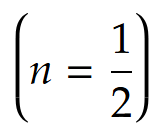 (n = 1/2)